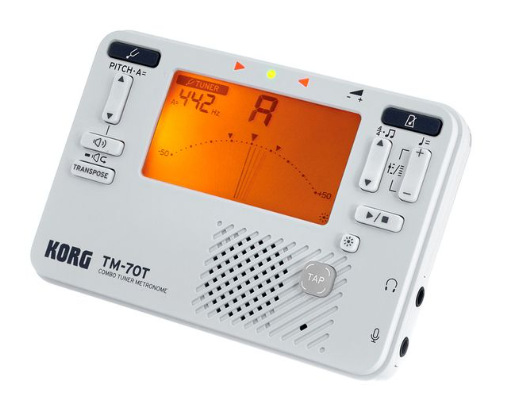 PITCH•A=
TUNER
A=442 Hz
A
-50
+50
- +
♩=
+
-
TRANSPOSE
TAP
KORG
TM-70T
COMBO TUNER METRONOME